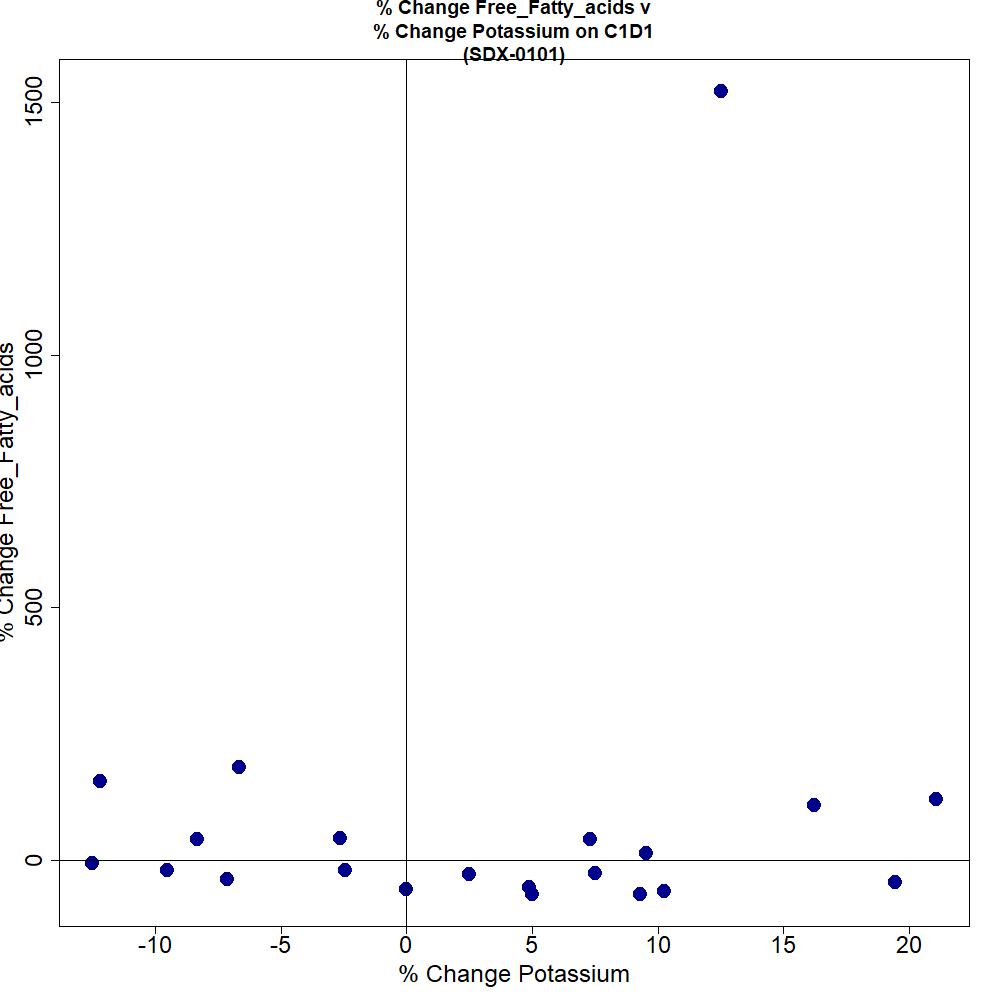 % Change Free_Fatty_acids v
% Change Potassium on C1D1
(SDX-0101)
% Change Free_Fatty_acids
1500
1000
500
0
-10 -5 0 5 10 15 20
% Change Potassium